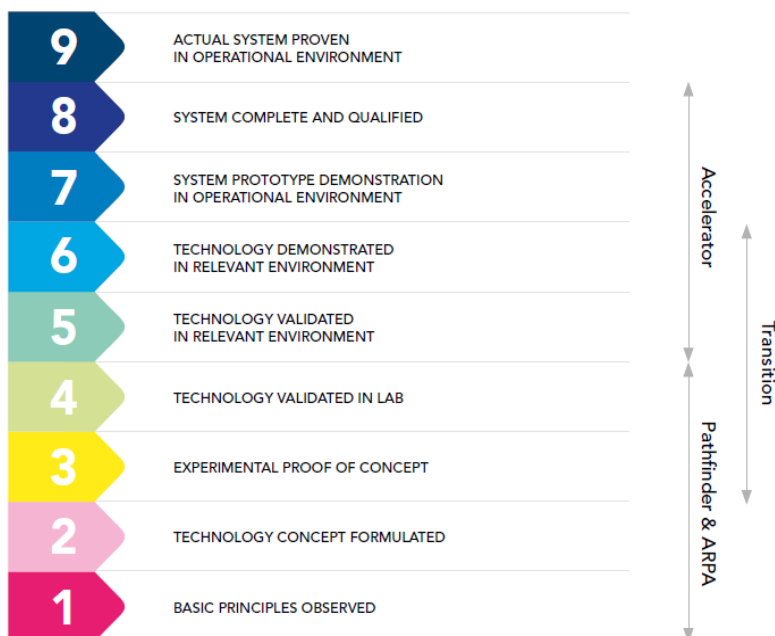 9
ACTUAL SYSTEM PROVEN
IN OPERATIONAL ENVIRONMENT
8
SYSTEM COMPLETE AND QUALIFIED
7
SYSTEM PROTOTYPE DEMONSTRATION
IN OPERATIONAL ENVIRONMENT
6
TECHNOLOGY DEMONSTRATED
IN RELEVANT ENVIRONMENT
5
TECHNOLOGY VALIDATED
IN RELEVANT ENVIRONMENT
4
TECHNOLOGY VALIDATED IN LAB
3
EXPERIMENTAL PROOF OF CONCEPT
2
TECHNOLOGY CONCEPT FORMULATED
1
BASIC PRINCIPLES OBSERVED
Accelerator
Pathfinder & ARPA
Transition